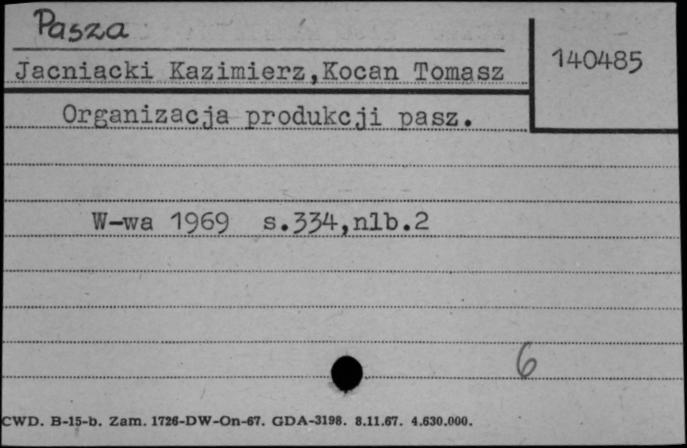 Pasza
Jacniacki Kazimierz,Kocan Tomasz
140485
Organizacja produkcji pasz.
W-wa 1969 s.334,nlb.2
6
CWD. B-15-b. Zam. 1726-DW-On-67. GDA-3198. 8.11.67. 4.630.000.